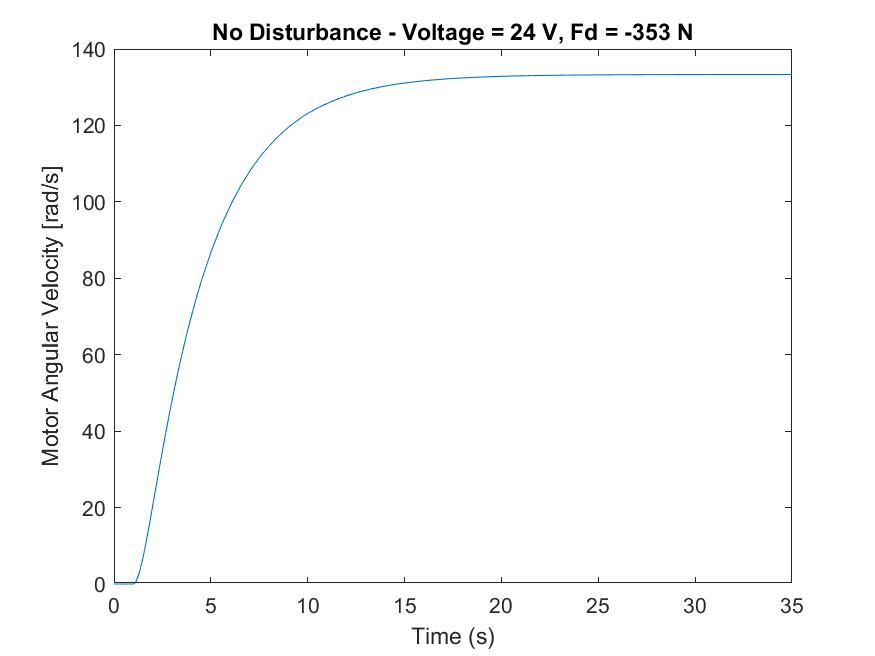 No Disturbance - Voltage = 24 V, Fd = -353 N
140
120
100
80
60
40
20
0
Motor Angular Velocity [rad/s]
0 5 10 15 20 25 30 35
Time (s)